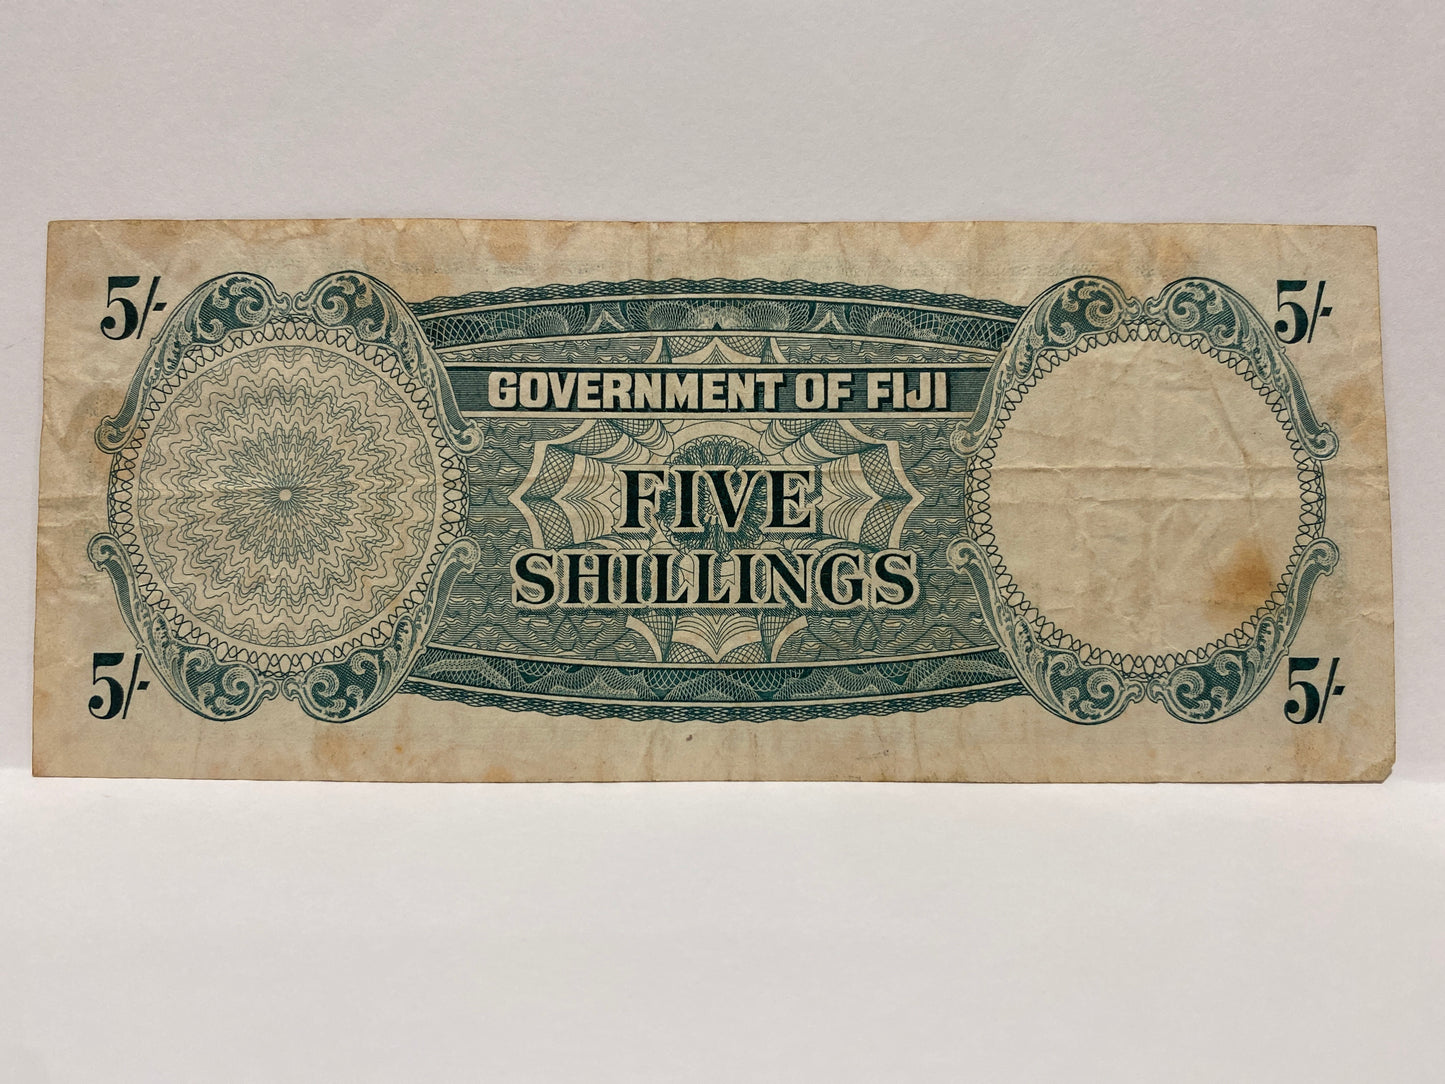 5/-
5/-
GOVERNMENT OF FIJI
FIVE
SHILLINGS
5/-
5/-